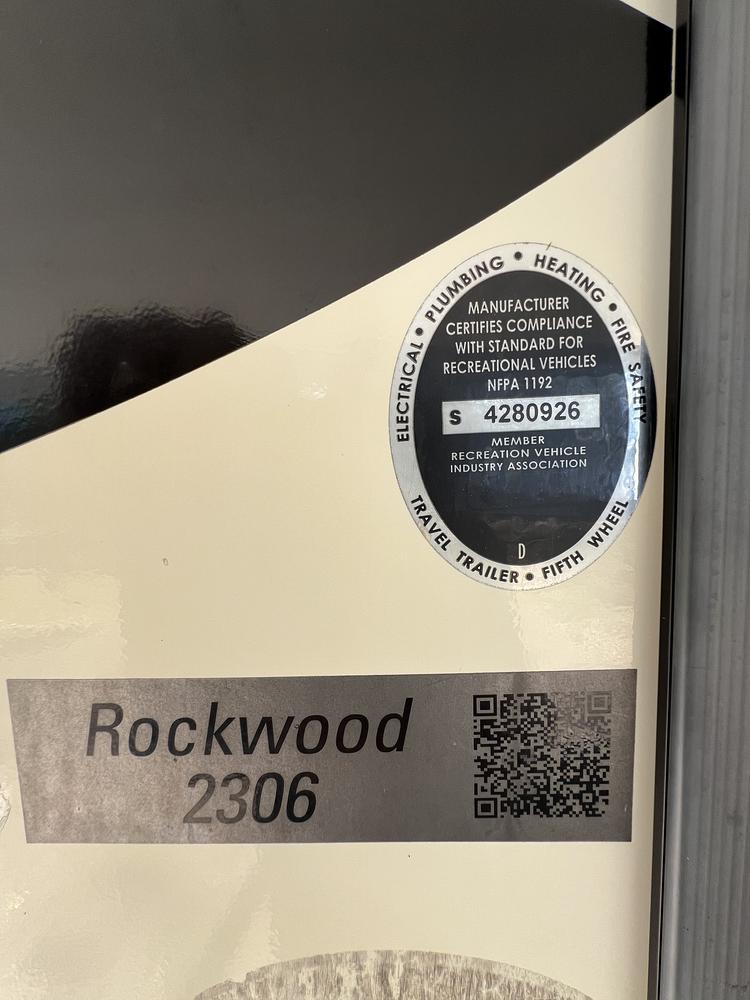 ELECTRICAL • PLUMBING • HEATING • FIRE SAFETY
MANUFACTURER
CERTIFIES COMPLIANCE
WITH STANDARD FOR
RECREATIONAL VEHICLES
NFPA 1192
S 4280926
MEMBER
RECREATION VEHICLE
INDUSTRY ASSOCIATION
D
TRAVEL TRAILER • FIFTH WHEEL
Rockwood
2306